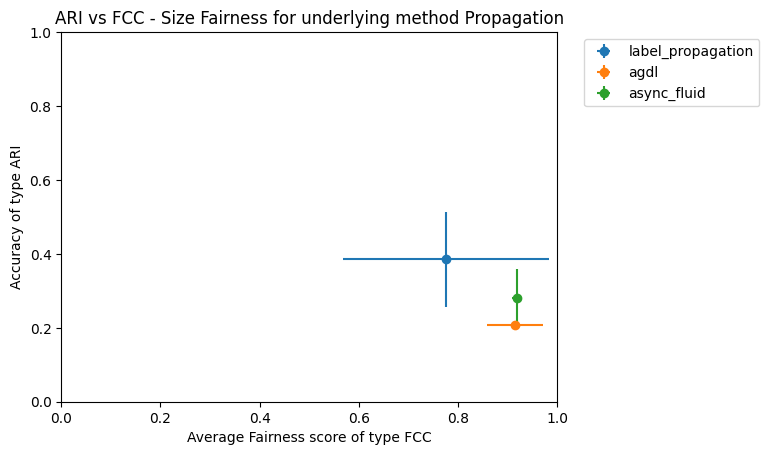 ARI vs FCC - Size Fairness for underlying method Propagation
label_propagation
agdl
async_fluid
Accuracy of type ARI
1.0
0.8
0.6
0.4
0.2
0.0
0.0 0.2 0.4 0.6 0.8 1.0
Average Fairness score of type FCC